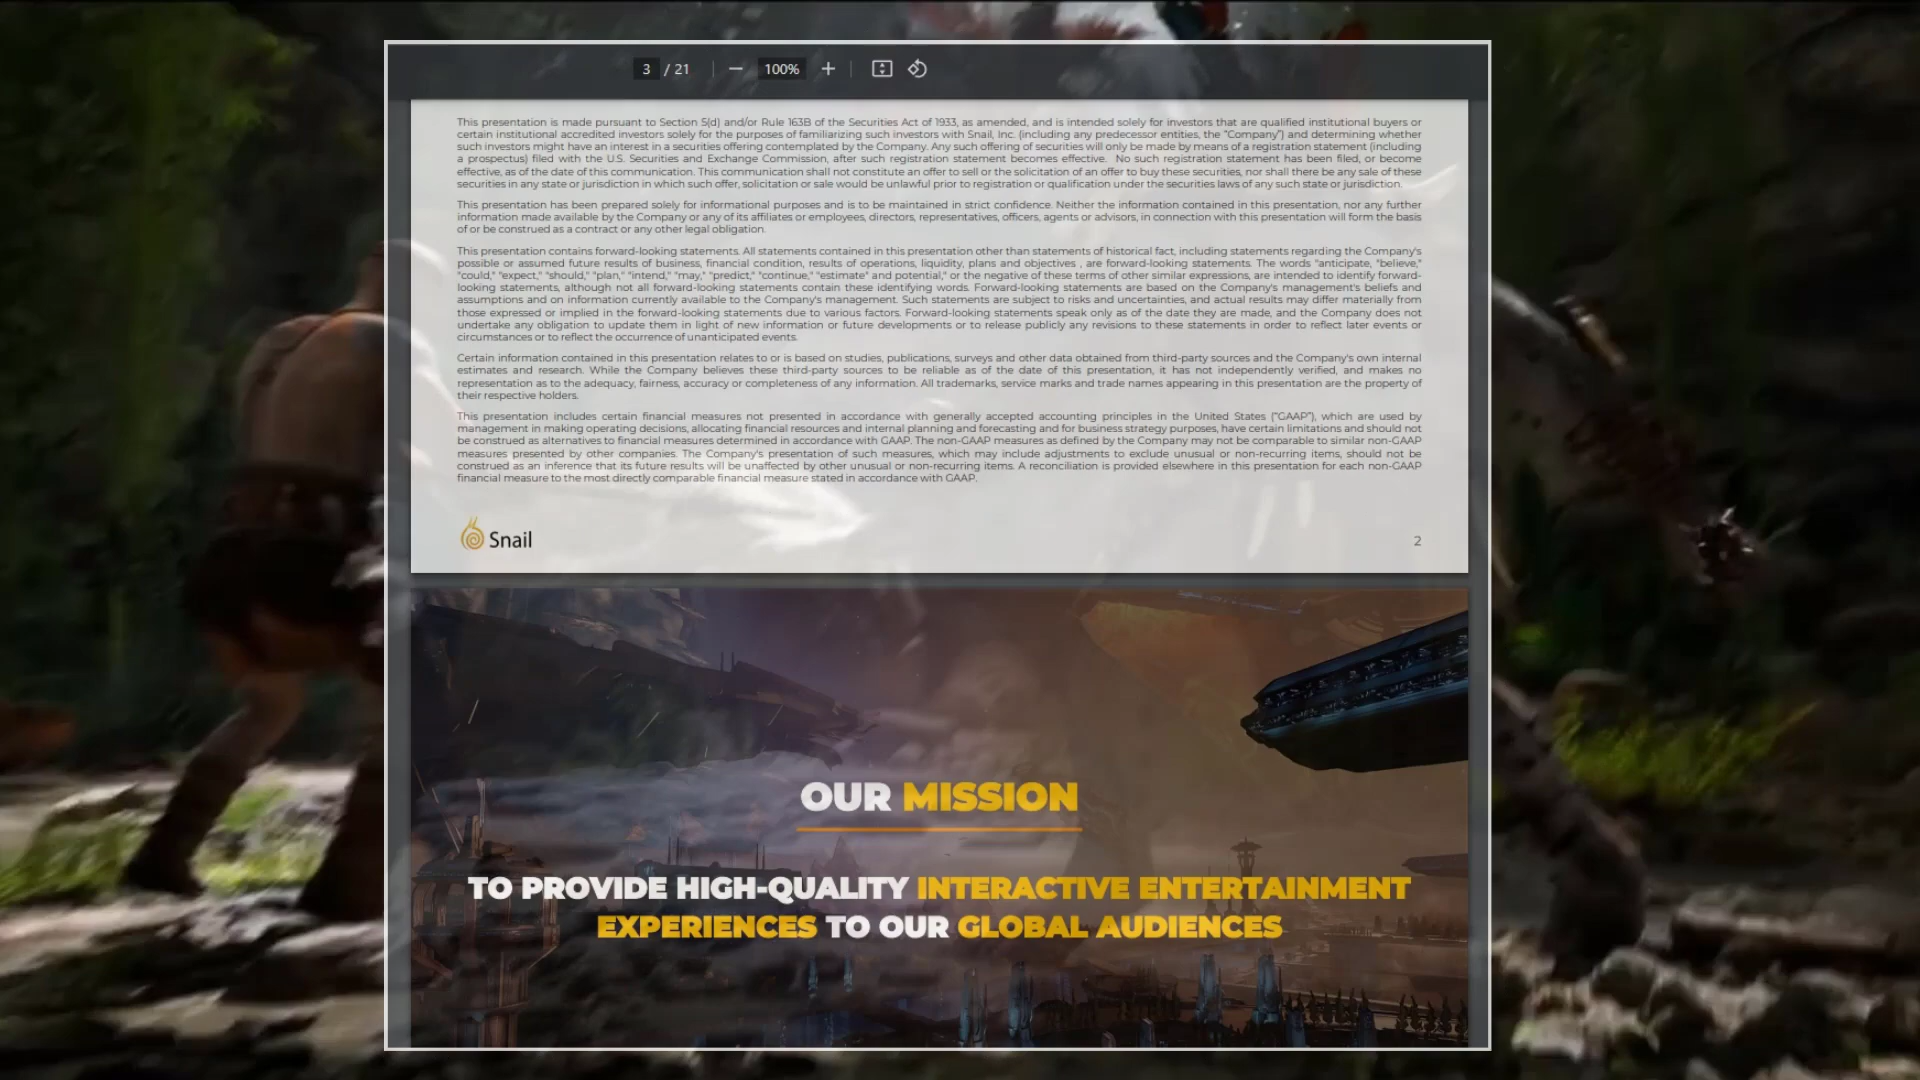 3 / 21 — 100% +
This presentation is made pursuant to Section 5(d) and/or Rule 163B of the Securities Act of 1933, as amended, and is intended solely for investors that are qualified institutional buyers or
certain institutional accredited investors solely for the purposes of familiarizing such investors with Snail, Inc. (including any predecessor entities, the "Company") and determining whether
such investors might have an interest in a securities offering contemplated by the Company. Any such offering of securities will only be made by means of a registration statement (including
a prospectus) filed with the U.S. Securities and Exchange Commission, after such registration statement becomes effective. No such registration statement has been filed, or become
effective, as of the date of this communication. This communication shall not constitute an offer to sell or the solicitation of an offer to buy these securities, nor shall there be any sale of these
securities in any state or jurisdiction in which such offer, solicitation or sale would be unlawful prior to registration or qualification under the securities laws of any such state or jurisdiction.
This presentation has been prepared solely for informational purposes and is to be maintained in strict confidence. Neither the information contained in this presentation, nor any further
information made available by the Company or any of its affiliates or employees, directors, representatives, officers, agents or advisors, in connection with this presentation will form the basis
of or be construed as a contract or any other legal obligation.
This presentation contains forward-looking statements. All statements contained in this presentation other than statements of historical fact, including statements regarding the Company's
possible or assumed future results of business, financial condition, results of operations, liquidity, plans and objectives , are forward-looking statements. The words "anticipate, "believe,"
"could," "expect," "should," "plan," "intend," "may," "predict," "continue," "estimate" and potential," or the negative of these terms of other similar expressions, are intended to identify forward-
looking statements, although not all forward-looking statements contain these identifying words. Forward-looking statements are based on the Company's management's beliefs and
assumptions and on information currently available to the Company's management. Such statements are subject to risks and uncertainties, and actual results may differ materially from
those expressed or implied in the forward-looking statements due to various factors. Forward-looking statements speak only as of the date they are made, and the Company does not
undertake any obligation to update them in light of new information or future developments or to release publicly any revisions to these statements in order to reflect later events or
circumstances or to reflect the occurrence of unanticipated events.
Certain information contained in this presentation relates to or is based on studies, publications, surveys and other data obtained from third-party sources and the Company's own internal
estimates and research. While the Company believes these third-party sources to be reliable as of the date of this presentation, it has not independently verified, and makes no
representation as to the adequacy, fairness, accuracy or completeness of any information. All trademarks, service marks and trade names appearing in this presentation are the property of
their respective holders.
This presentation includes certain financial measures not presented in accordance with generally accepted accounting principles in the United States ("GAAP"), which are used by
management in making operating decisions, allocating financial resources and internal planning and forecasting and for business strategy purposes, have certain limitations and should not
be construed as alternatives to financial measures determined in accordance with GAAP. The non-GAAP measures as defined by the Company may not be comparable to similar non-GAAP
measures presented by other companies. The Company's presentation of such measures, which may include adjustments to exclude unusual or non-recurring items, should not be
construed as an inference that its future results will be unaffected by other unusual or non-recurring items. A reconciliation is provided elsewhere in this presentation for each non-GAAP
financial measure to the most directly comparable financial measure stated in accordance with GAAP.
Snail 2
OUR MISSION
TO PROVIDE HIGH-QUALITY INTERACTIVE ENTERTAINMENT
EXPERIENCES TO OUR GLOBAL AUDIENCES